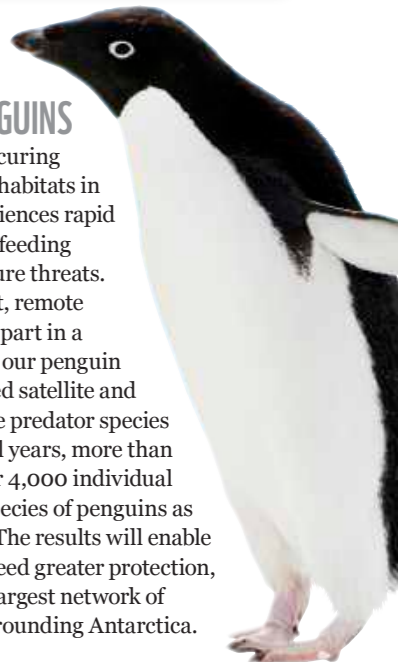 GUINS
curing
habitats in
iences rapid
feeding
ure threats.
t, remote
part in a
our penguin
ed satellite and
e predator species
l years, more than
r 4,000 individual
ecies of penguins as
The results will enable
eed greater protection,
argest network of
rounding Antarctica.